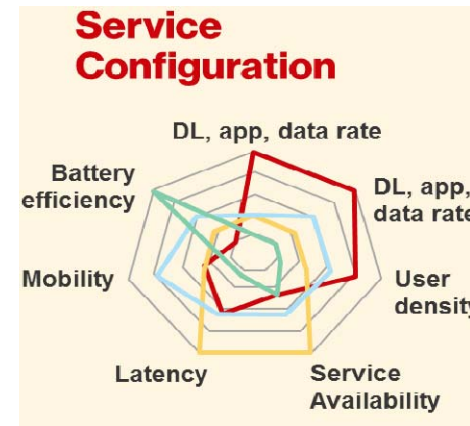 Service
Configuration
DL, app, data rate
Battery
efficiency
DL, app,
data rate
Mobility
User
density
Latency
Service
Availability